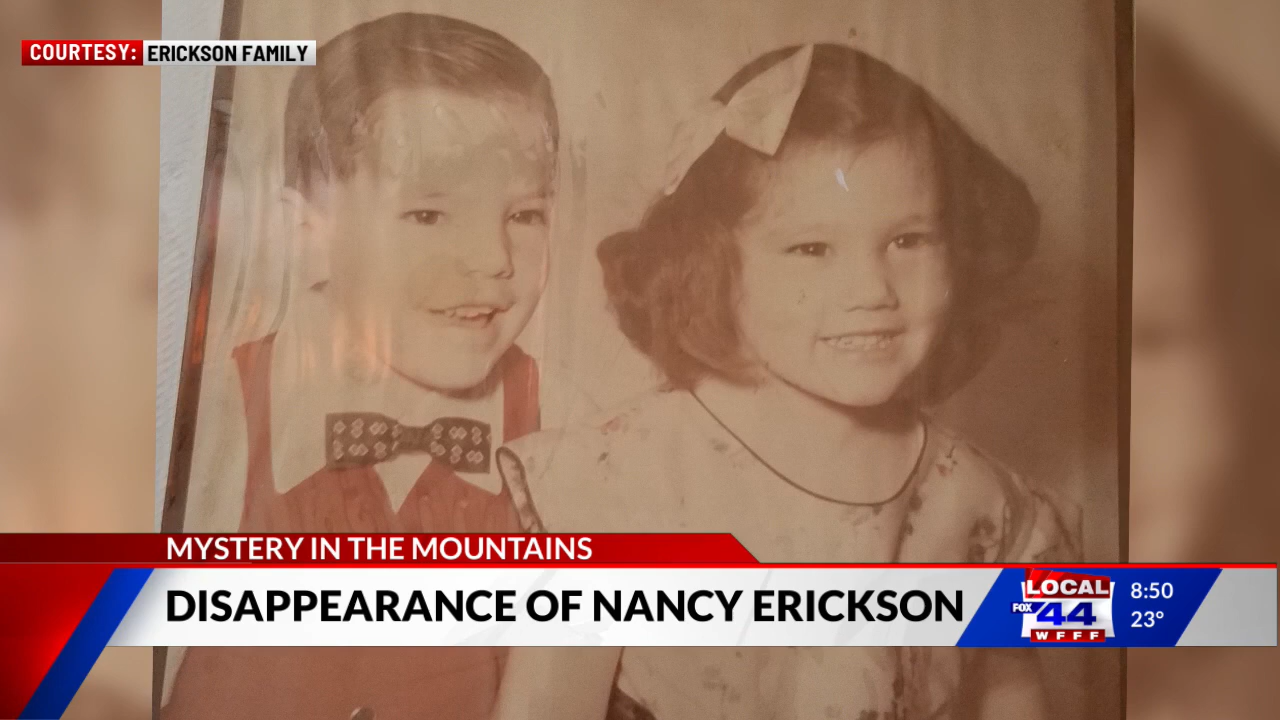 COURTESY: ERICKSON FAMILY
MYSTERY IN THE MOUNTAINS
DISAPPEARANCE OF NANCY ERICKSON
LOCAL
FOX 44
WFFF
8:50
23°